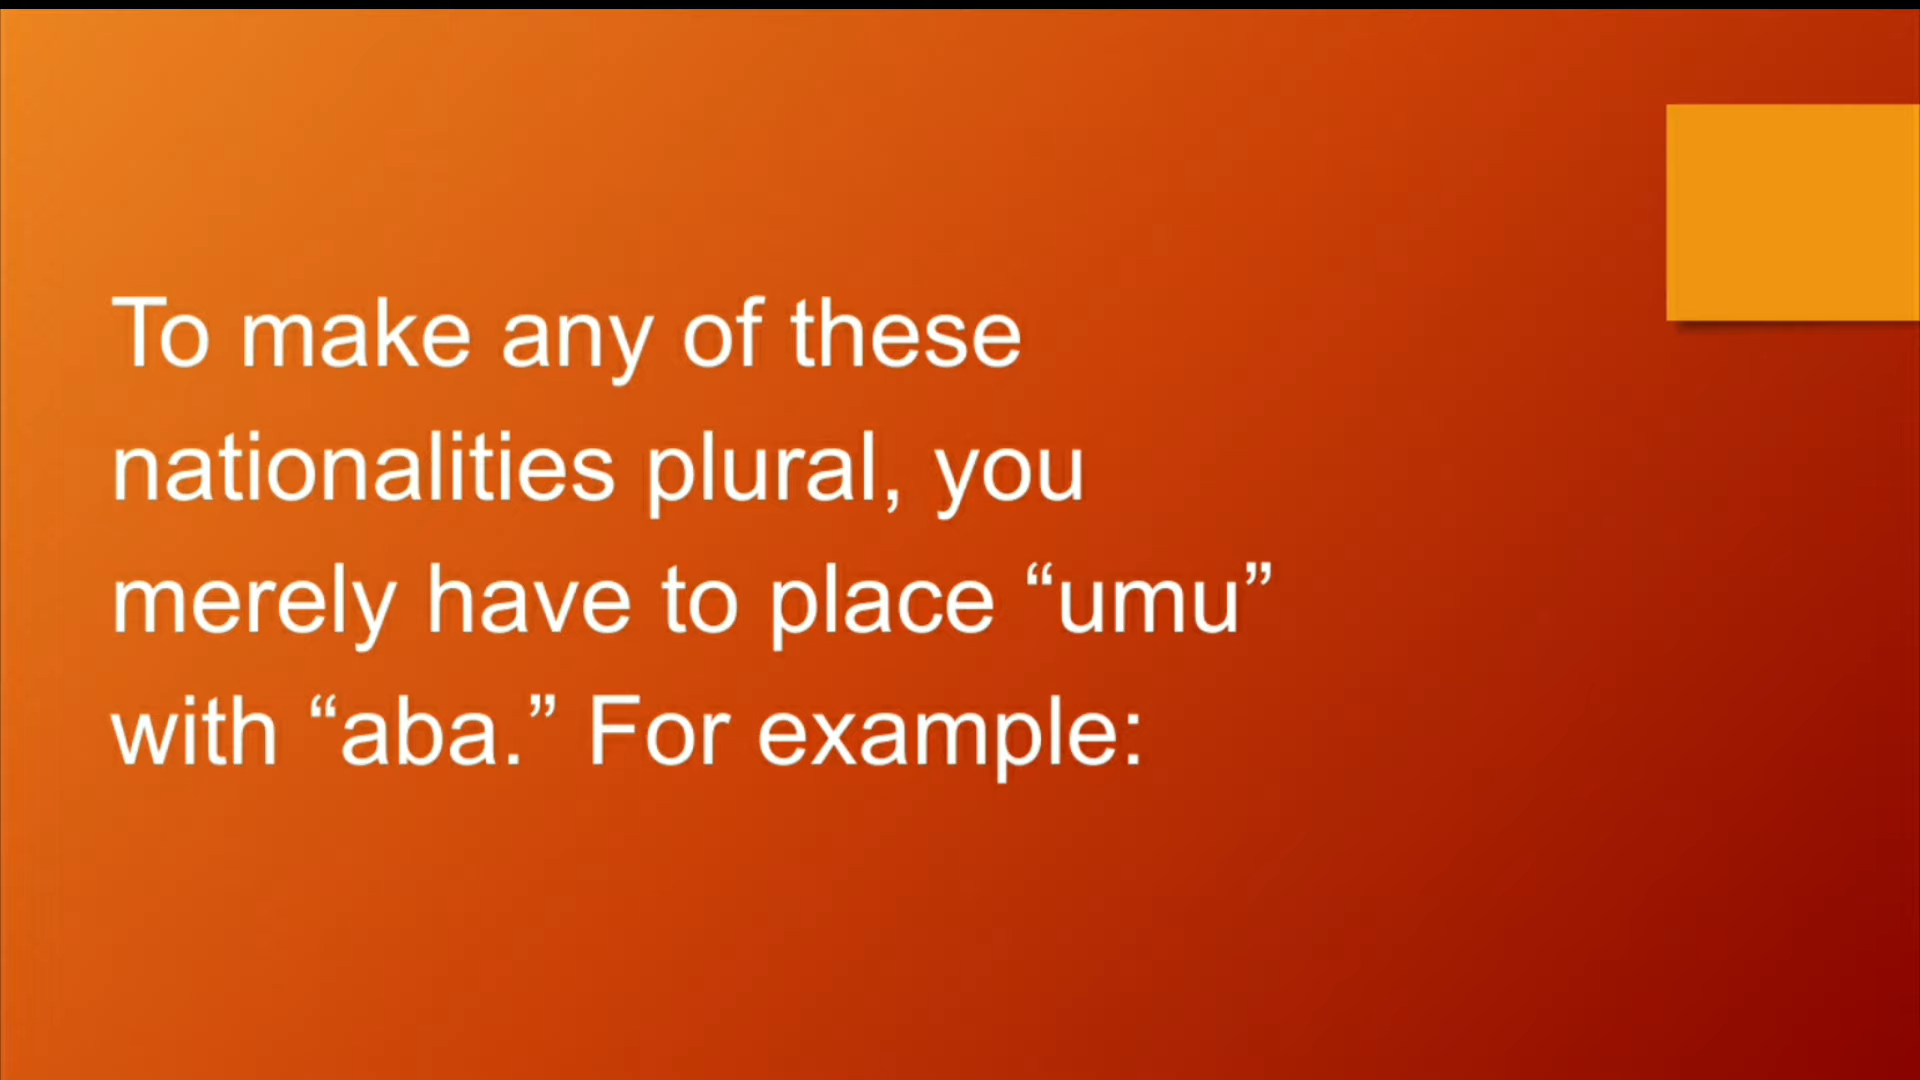 To make any of these
nationalities plural, you
merely have to place “umu”
with “aba.” For example: